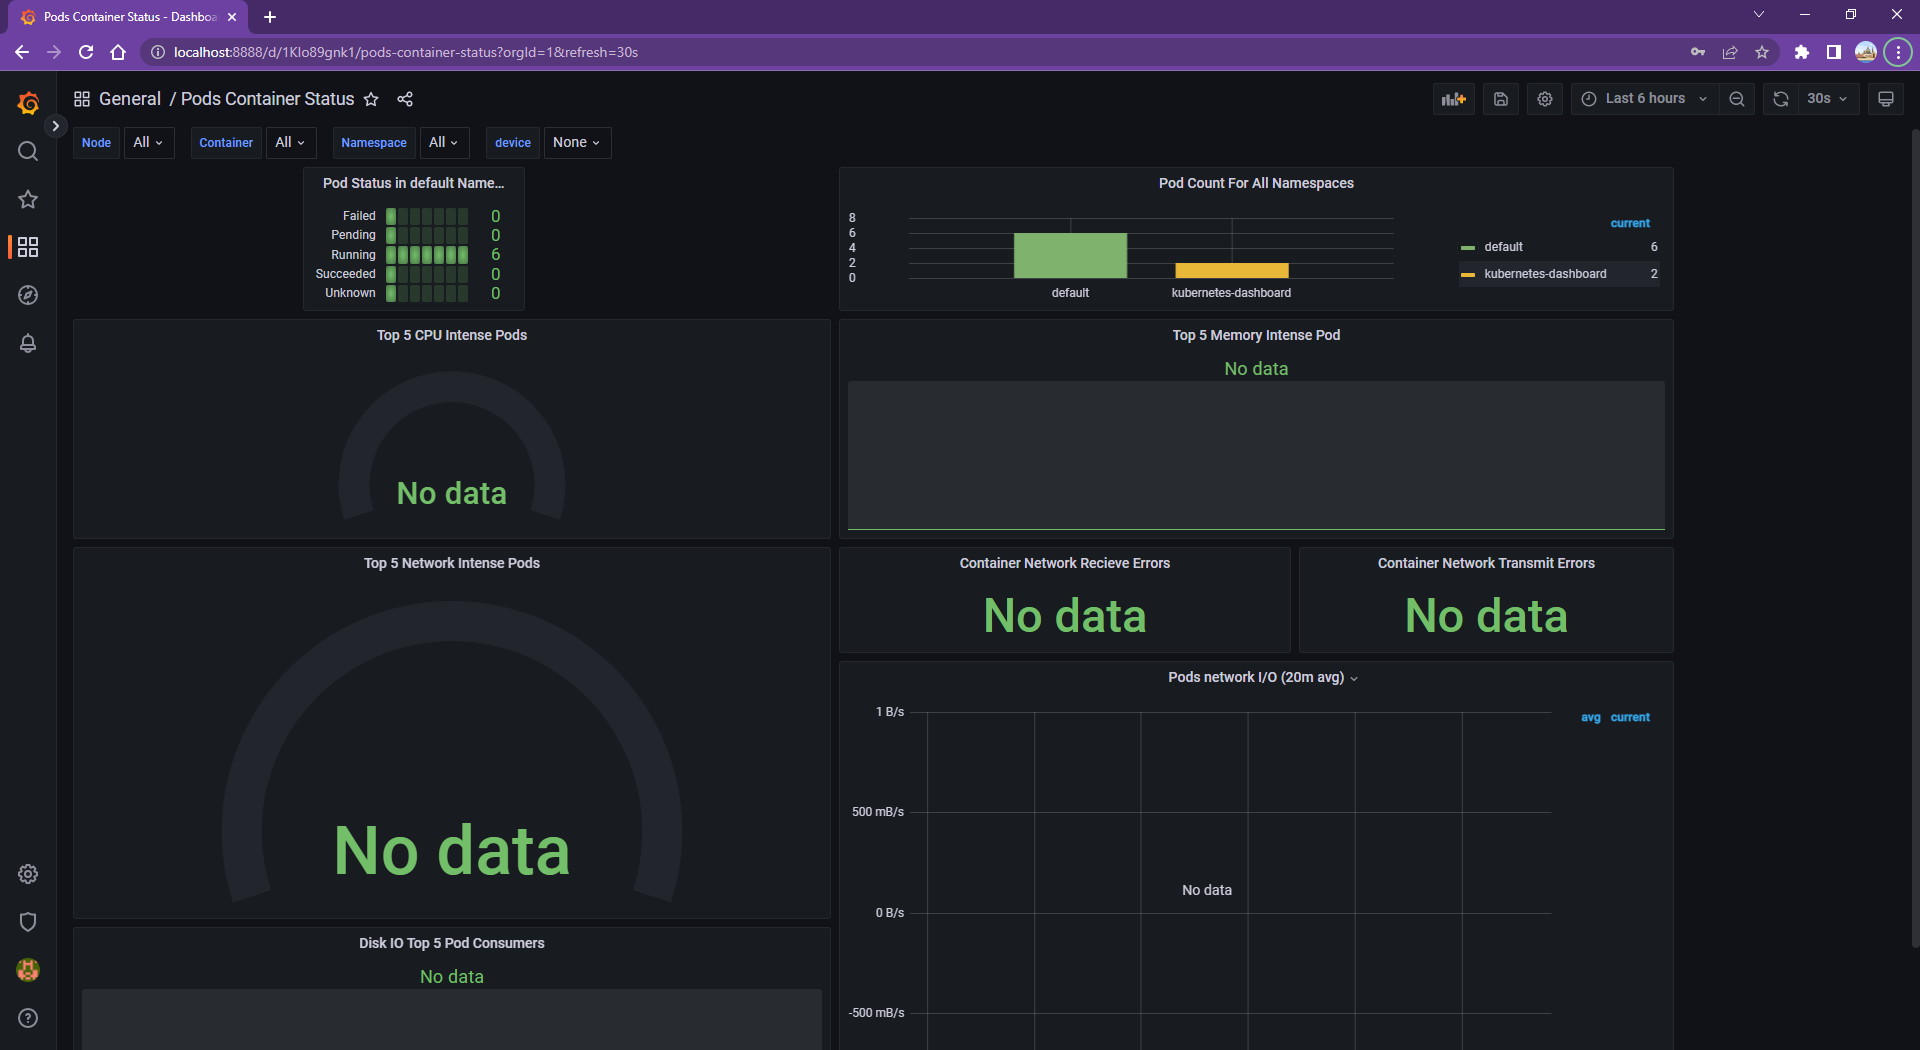 Pods Container Status - Dashbo
localhost:8888/d/1KIo89gnk1/pods-container-status?orgId=1&refresh=30s
General / Pods Container Status
Last 6 hours
30s
Node All Container All Namespace All device None
Pod Status in default Name...
Failed 0
Pending 0
Running 6
Succeeded 0
Unknown 0
Pod Count For All Namespaces
8
6
4
2
0
default kubernetes-dashboard
current
default 6
kubernetes-dashboard 2
Top 5 CPU Intense Pods
No data
Top 5 Memory Intense Pod
No data
Top 5 Network Intense Pods
No data
Container Network Recieve Errors
No data
Container Network Transmit Errors
No data
Pods network I/O (20m avg)
1 B/s
500 mB/s
0 B/s
-500 mB/s
No data
avg current
Disk IO Top 5 Pod Consumers
No data